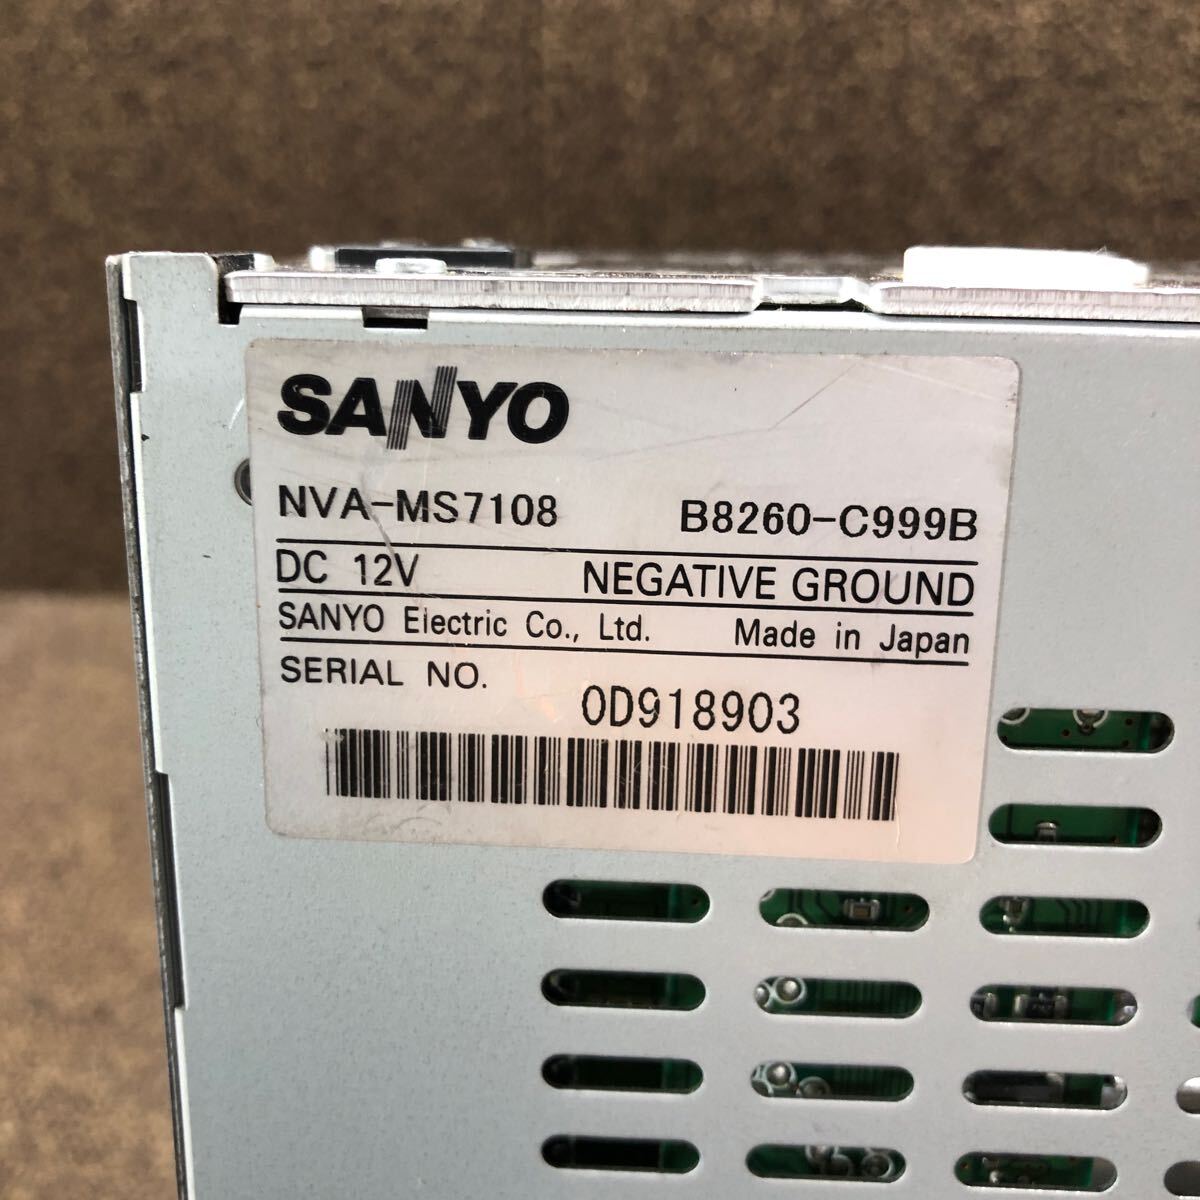 SANYO
NVA-MS7108 B8260-C999B
DC 12V NEGATIVE GROUND
SANYO Electric Co., Ltd. Made in Japan
SERIAL NO.
0D918903